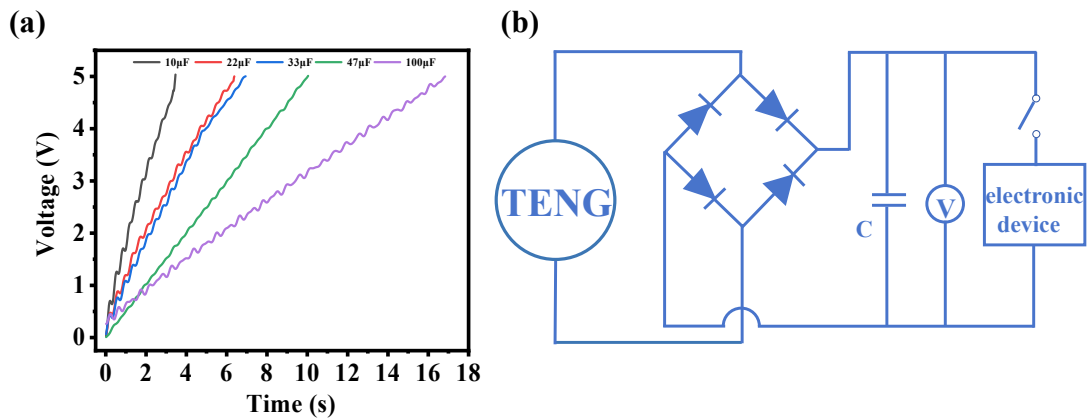 (a)
10μF 22μF 33μF 47μF 100μF
Voltage (V)
5
4
3
2
1
0
0 2 4 6 8 10 12 14 16 18
Time (s)
(b)
TENG
C
V
electronic
device